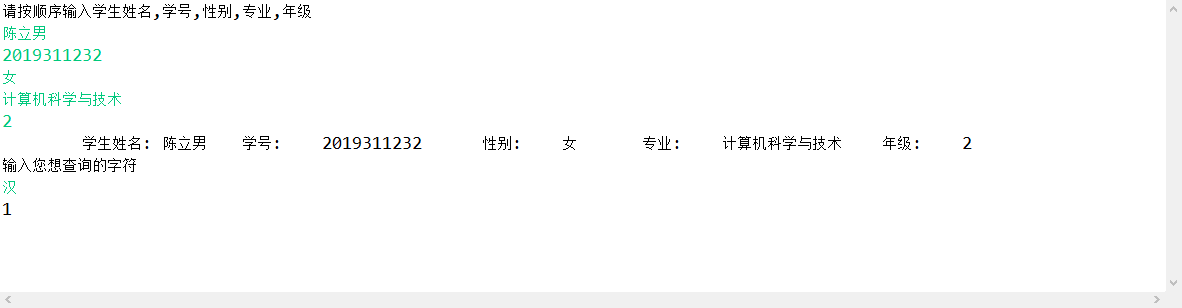 请按顺序输入学生姓名,学号,性别,专业,年级
陈立男
2019311232
女
计算机科学与技术
2
学生姓名: 陈立男 学号: 2019311232 性别: 女 专业: 计算机科学与技术 年级: 2
输入您想查询的字符
汉
1